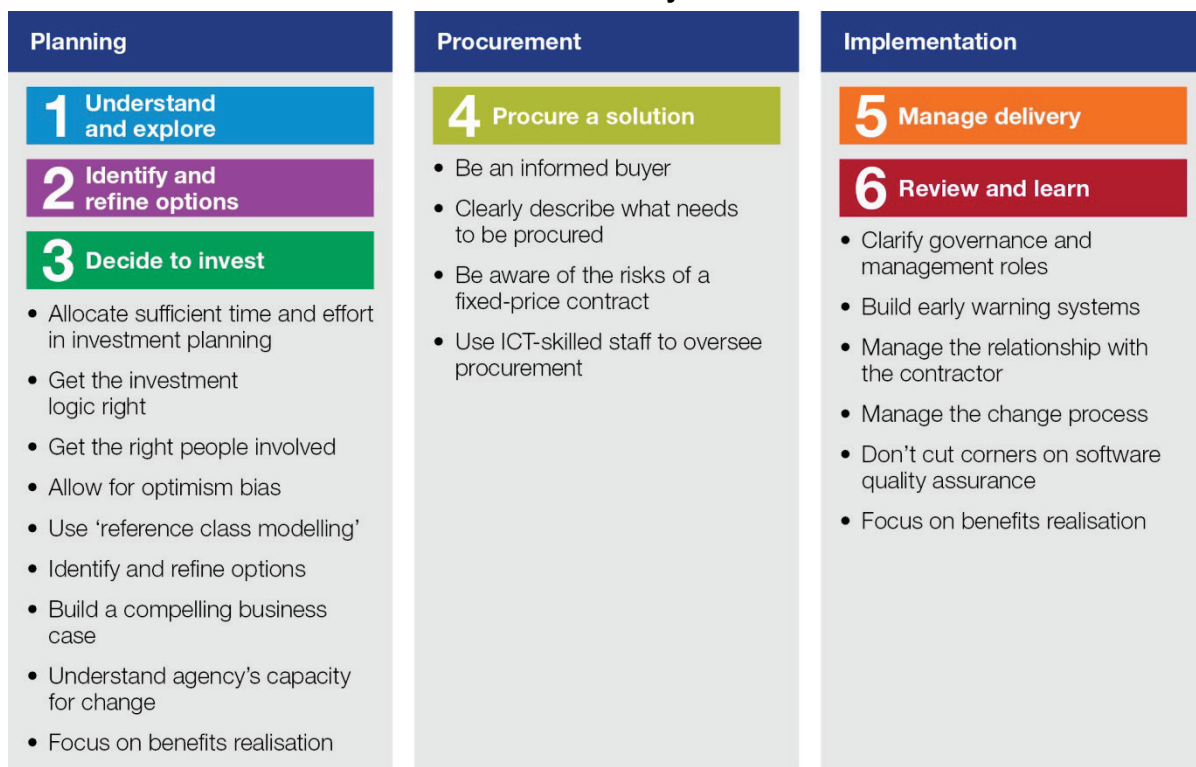 Planning
1 Understand
and explore
2 Identify and
refine options
3 Decide to invest
• Allocate sufficient time and effort
in investment planning
• Get the investment
logic right
• Get the right people involved
• Allow for optimism bias
• Use ‘reference class modelling’
• Identify and refine options
• Build a compelling business
case
• Understand agency’s capacity
for change
• Focus on benefits realisation
Procurement
4 Procure a solution
• Be an informed buyer
• Clearly describe what needs
to be procured
• Be aware of the risks of a
fixed-price contract
• Use ICT-skilled staff to oversee
procurement
Implementation
5 Manage delivery
6 Review and learn
• Clarify governance and
management roles
• Build early warning systems
• Manage the relationship with
the contractor
• Manage the change process
• Don’t cut corners on software
quality assurance
• Focus on benefits realisation